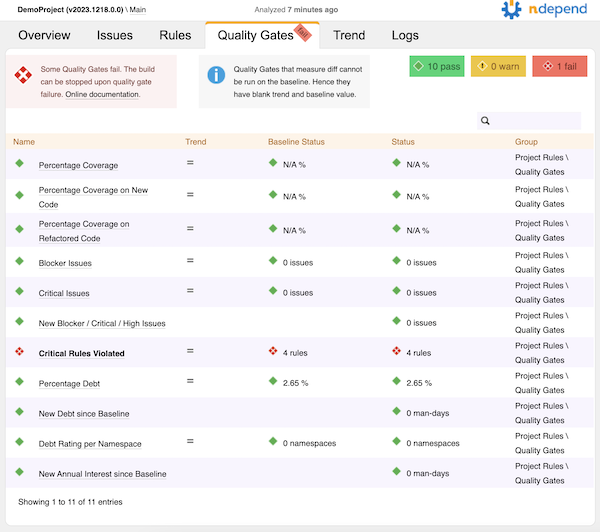 DemoProject (v2023.1218.0.0) \ Main
Analyzed 7 minutes ago
ndepend
Overview
Issues
Rules
Quality Gates
fail
Trend
Logs
Some Quality Gates fail. The build
can be stopped upon quality gate
failure. Online documentation.
Quality Gates that measure diff cannot
be run on the baseline. Hence they
have blank trend and baseline value.
10 pass
0 warn
1 fail
Name Trend Baseline Status Status Group
Percentage Coverage = N/A % N/A % Project Rules \
Quality Gates
Percentage Coverage on New
Code = N/A % N/A % Project Rules \
Quality Gates
Percentage Coverage on
Refactored Code = N/A % N/A % Project Rules \
Quality Gates
Blocker Issues = 0 issues 0 issues Project Rules \
Quality Gates
Critical Issues = 0 issues 0 issues Project Rules \
Quality Gates
New Blocker / Critical / High Issues 0 issues Project Rules \
Quality Gates
Critical Rules Violated = 4 rules 4 rules Project Rules \
Quality Gates
Percentage Debt = 2.65 % 2.65 % Project Rules \
Quality Gates
New Debt since Baseline 0 man-days Project Rules \
Quality Gates
Debt Rating per Namespace = 0 namespaces 0 namespaces Project Rules \
Quality Gates
New Annual Interest since Baseline 0 man-days Project Rules \
Quality Gates
Showing 1 to 11 of 11 entries